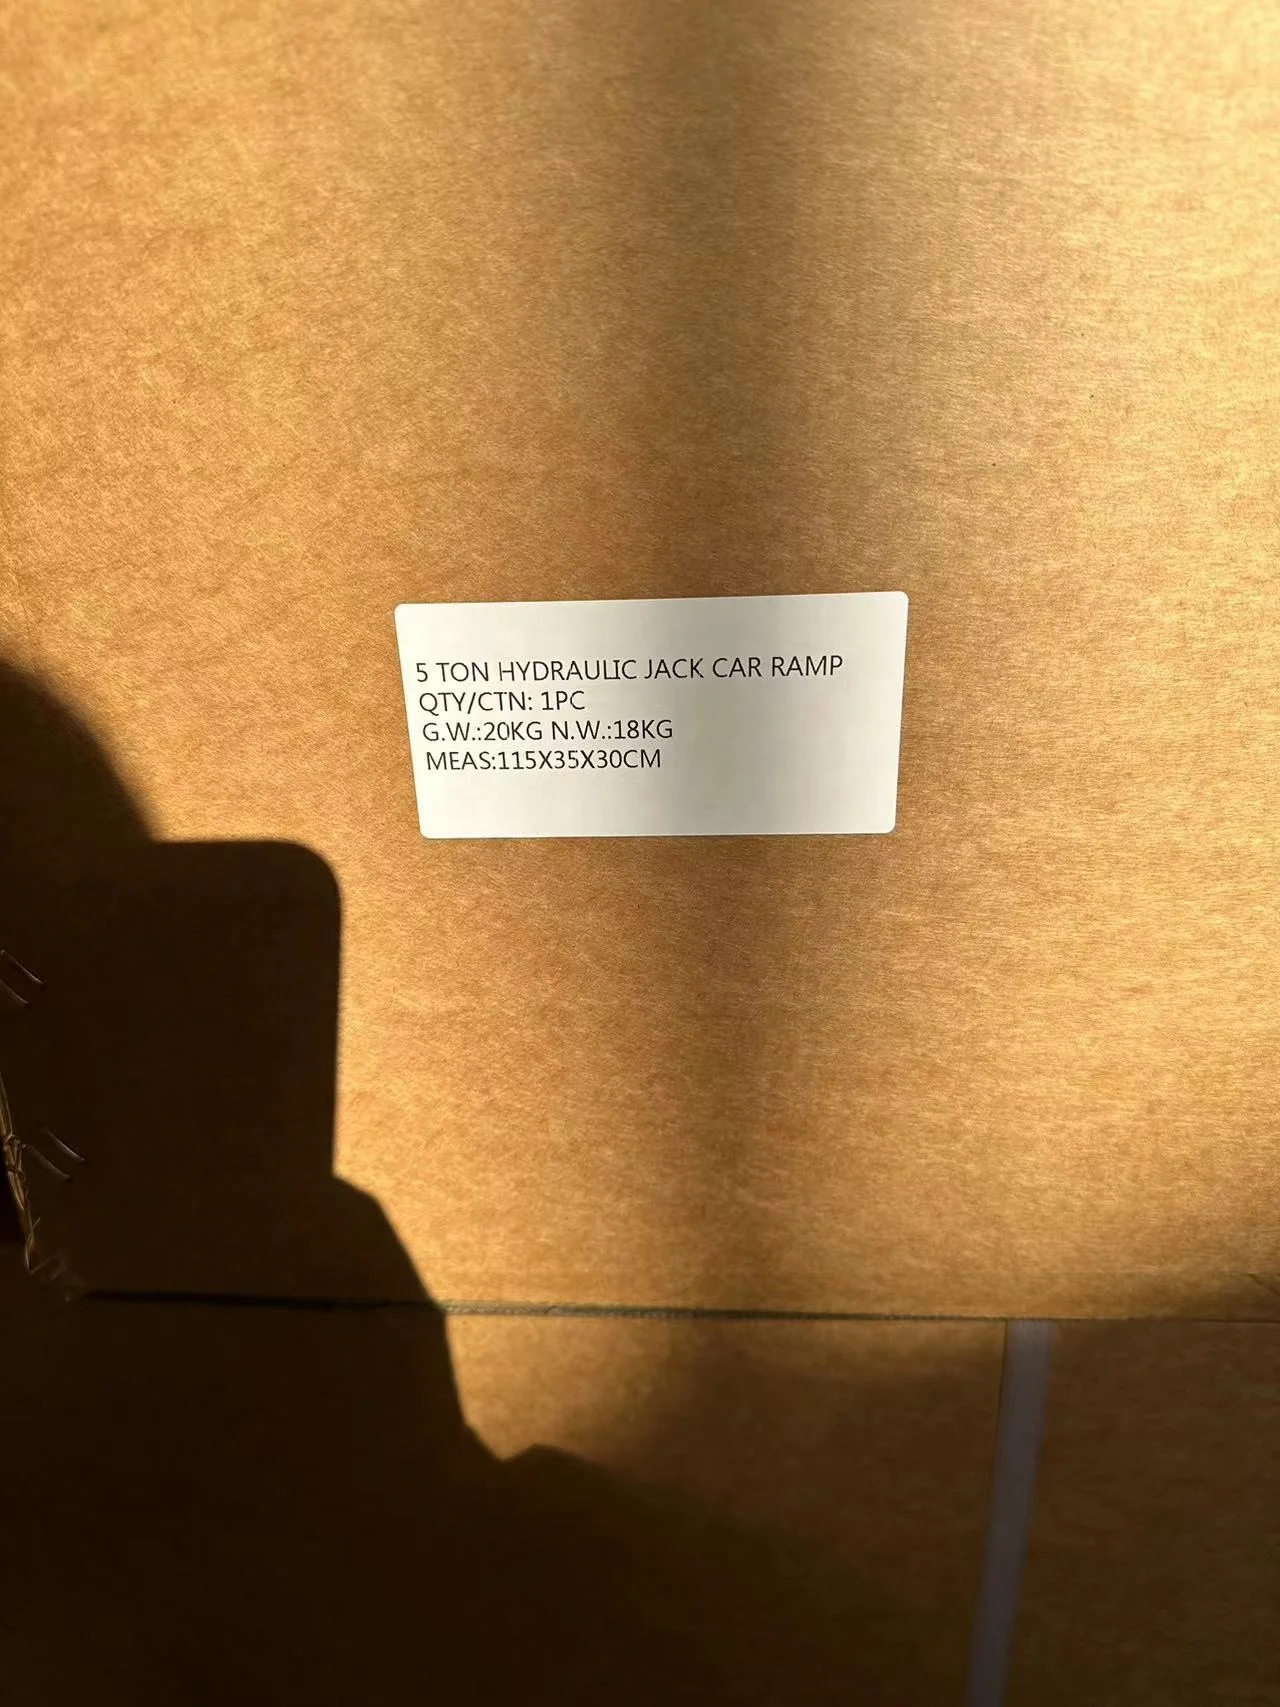 5 TON HYDRAULIC JACK CAR RAMP
QTY/CTN: 1PC
G.W.:20KG N.W.:18KG
MEAS:115X35X30CM